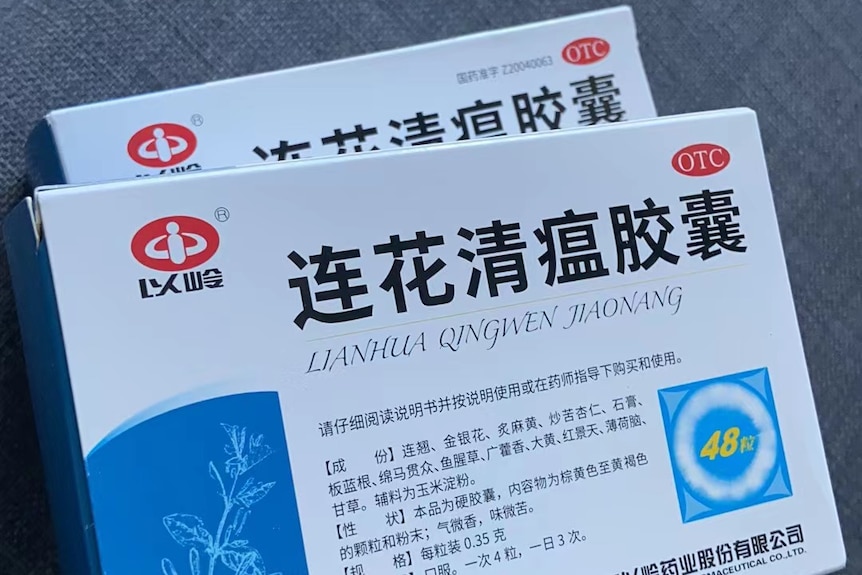 OTC
国药准字 Z20040063
连花清瘟胶囊
®
以岭
OTC
®
以岭
连花清瘟胶囊
LIANHUA QINGWEN JIAONANG
请仔细阅读说明书并按说明使用或在药师指导下购买和使用。
【成 份】连翘、金银花、炙麻黄、炒苦杏仁、石膏、
板蓝根、绵马贯众、鱼腥草、广藿香、大黄、红景天、薄荷脑、
甘草。辅料为玉米淀粉。
【性 状】本品为硬胶囊,内容物为棕黄色至黄褐色
的颗粒和粉末;气微香,味微苦。
【规 格】每粒装 0.35 克
口服。一次 4 粒,一日 3 次。
48粒
以岭药业股份有限公司
MACEUTICAL CO.,LTD.